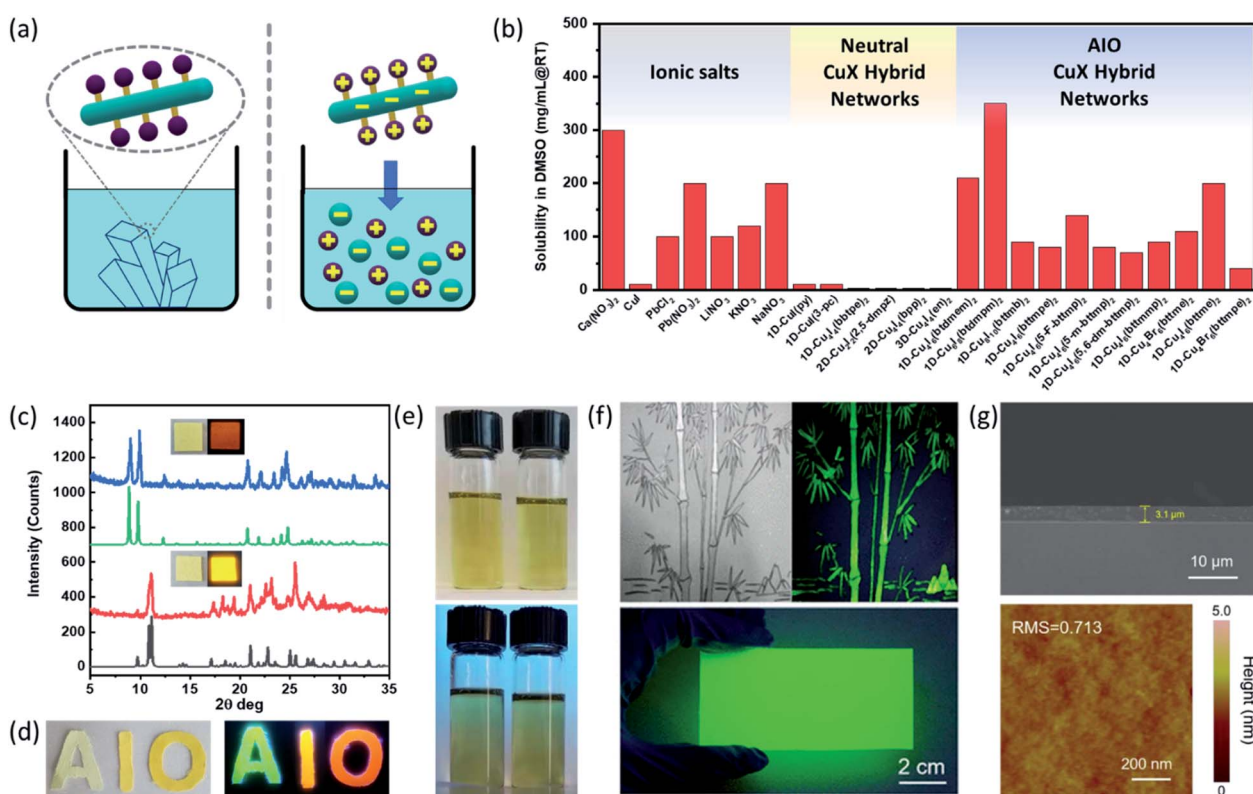 (a)
(b)
Solubility in DMSO (mg/mL@RT)
500
400
300
200
100
0
Ionic salts
Neutral
CuX Hybrid
Networks
AIO
CuX Hybrid
Networks
Ca(NO₃)₂
CuI
PbCl₂
Pb(NO₃)₂
LiNO₃
KNO₃
NaNO₃
1D-CuI(py)
1D-CuI(3-pc)
1D-Cu₄I₄(bbtpe)₂
2D-Cu₂I₂(2,5-dmpz)
2D-Cu₄I₄(bpp)₂
3D-Cu₄I₄(en)₂
1D-Cu₄I₆(btdmem)₂
1D-Cu₆I₈(btdmpm)₂
1D-Cu₈I₁₀(bttmb)₂
1D-Cu₄I₆(bttmpe)₂
1D-Cu₄I₆(5-F-bttmp)₂
1D-Cu₄I₆(5-m-bttmp)₂
1D-Cu₄I₆(5,6-dm-bttmp)₂
1D-Cu₄I₆(bttmmp)₂
1D-Cu₄Br₆(bttme)₂
1D-Cu₄I₆(bttme)₂
1D-Cu₄Br₆(bttmpe)₂
(c)
Intensity (Counts)
1400
1200
1000
800
600
400
200
0
5 10 15 20 25 30 35
2θ deg
(d)
AIO
AIO
(e)
(f)
2 cm
(g)
3.1 μm
10 μm
RMS=0.713
200 nm
5.0
Height (nm)
0